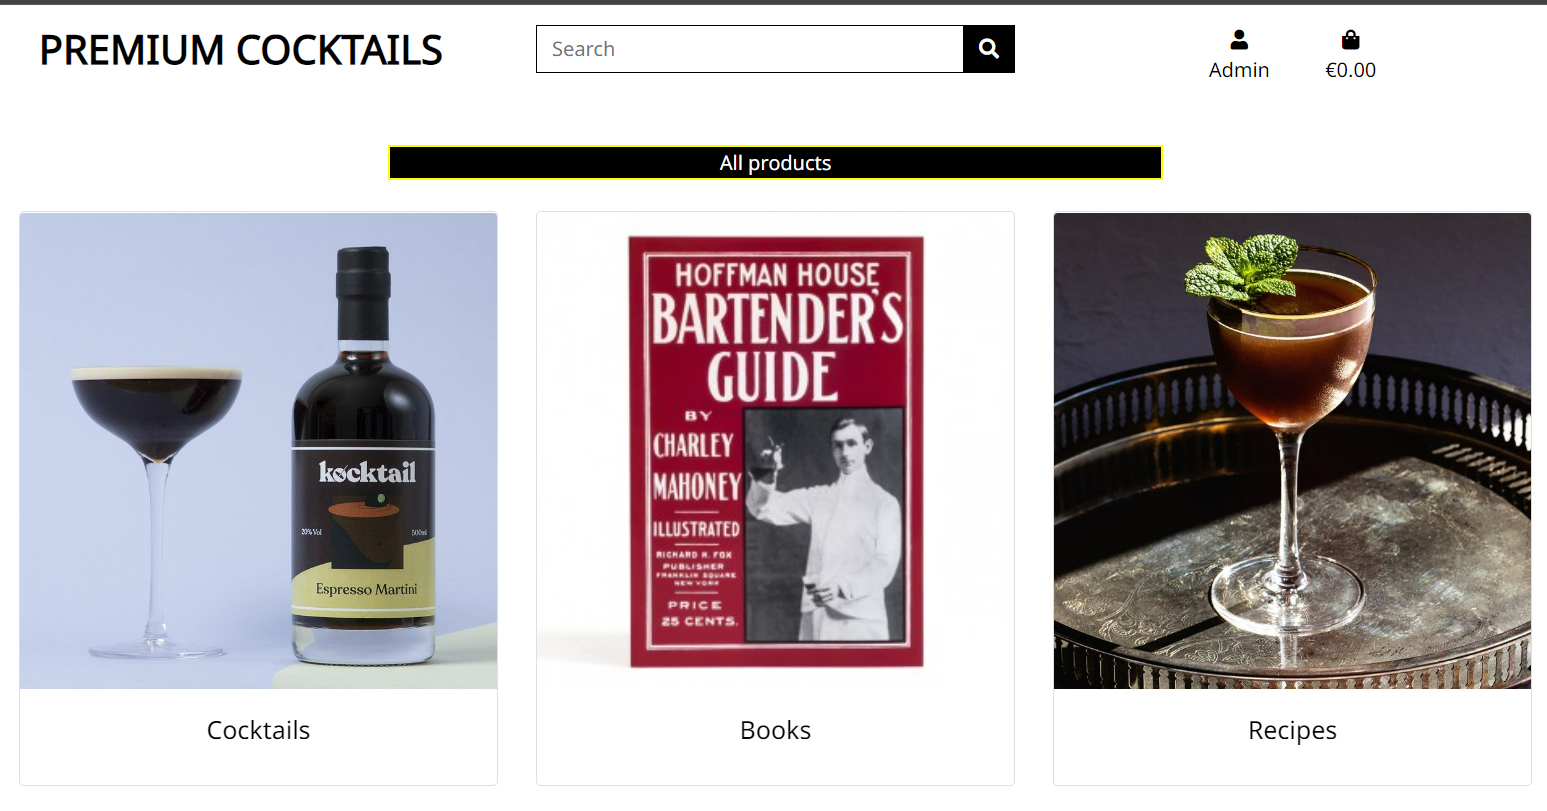 PREMIUM COCKTAILS
Search
Admin
€0.00
All products
kocktail
20% Vol
500ml
Espresso Martini
HOFFMAN HOUSE
BARTENDER'S
GUIDE
BY
CHARLEY
MAHONEY
ILLUSTRATED
RICHARD K. FOX
PUBLISHER
FRANKLIN SQUARE
NEW YORK
PRICE
25 CENTS.
Cocktails
Books
Recipes